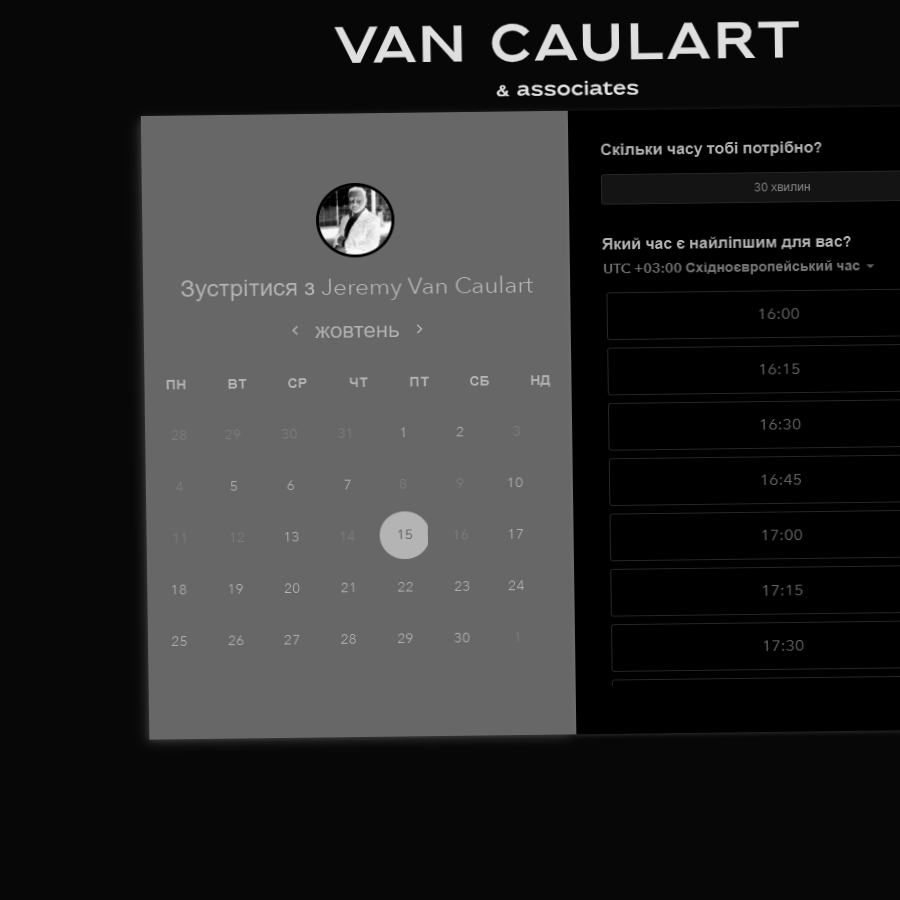 VAN CAULART
& associates
Зустрітися з Jeremy Van Caulart
‹ жовтень ›
ПН ВТ СР ЧТ ПТ СБ НД
28 29 30 31 1 2 3
4 5 6 7 8 9 10
11 12 13 14 15 16 17
18 19 20 21 22 23 24
25 26 27 28 29 30 1
Скільки часу тобі потрібно?
30 хвилин
Який час є найліпшим для вас?
UTC +03:00 Східноєвропейський час
16:00
16:15
16:30
16:45
17:00
17:15
17:30